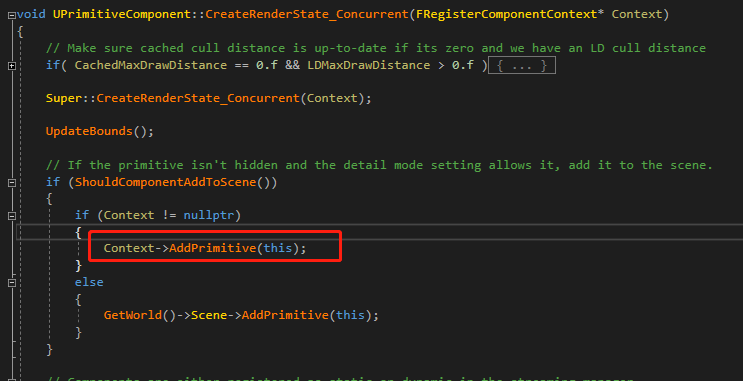 void UPrimitiveComponent::CreateRenderState_Concurrent(FRegisterComponentContext* Context)
{
// Make sure cached cull distance is up-to-date if its zero and we have an LD cull distance
if( CachedMaxDrawDistance == 0.f && LDMaxDrawDistance > 0.f ){ ... }
Super::CreateRenderState_Concurrent(Context);
UpdateBounds();
// If the primitive isn't hidden and the detail mode setting allows it, add it to the scene.
if (ShouldComponentAddToScene())
{
if (Context != nullptr)
{
Context->AddPrimitive(this);
}
else
{
GetWorld()->Scene->AddPrimitive(this);
}
}